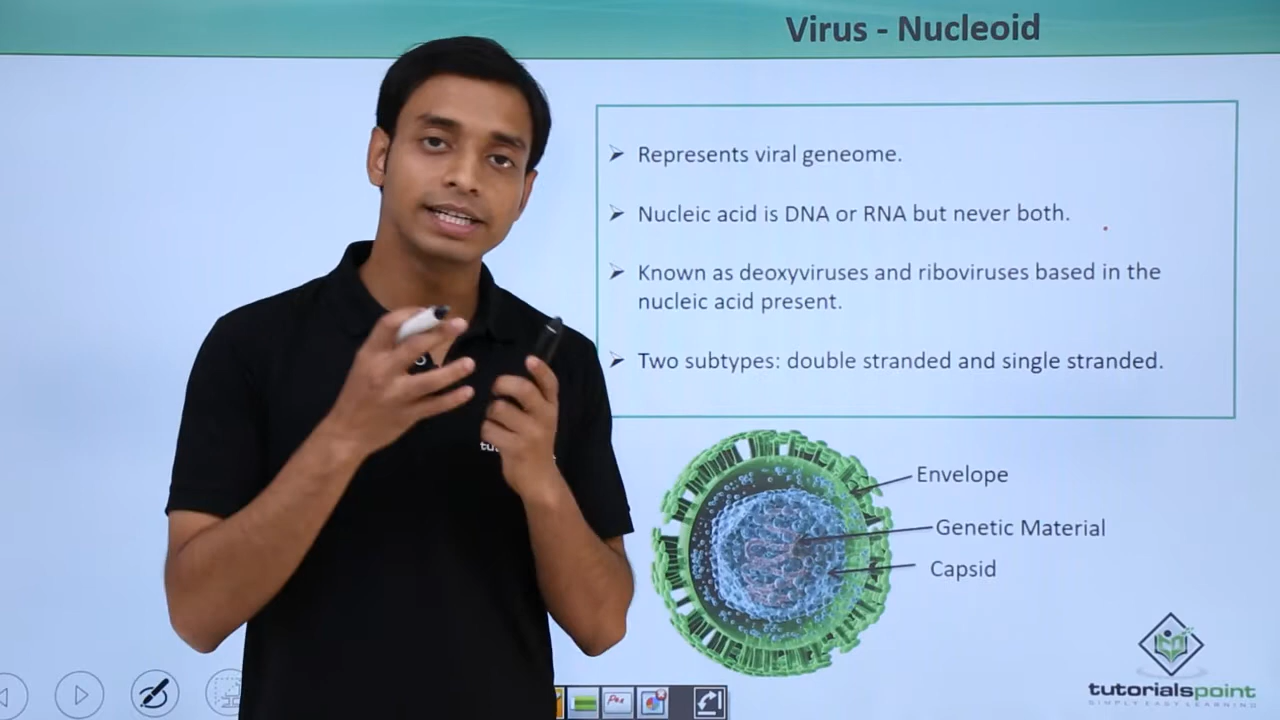 Virus - Nucleoid
Represents viral geneome.
Nucleic acid is DNA or RNA but never both.
Known as deoxyviruses and riboviruses based in the
nucleic acid present.
Two subtypes: double stranded and single stranded.
Envelope
Genetic Material
Capsid
tutorialspoint
SIMPLY EASY LEARNING